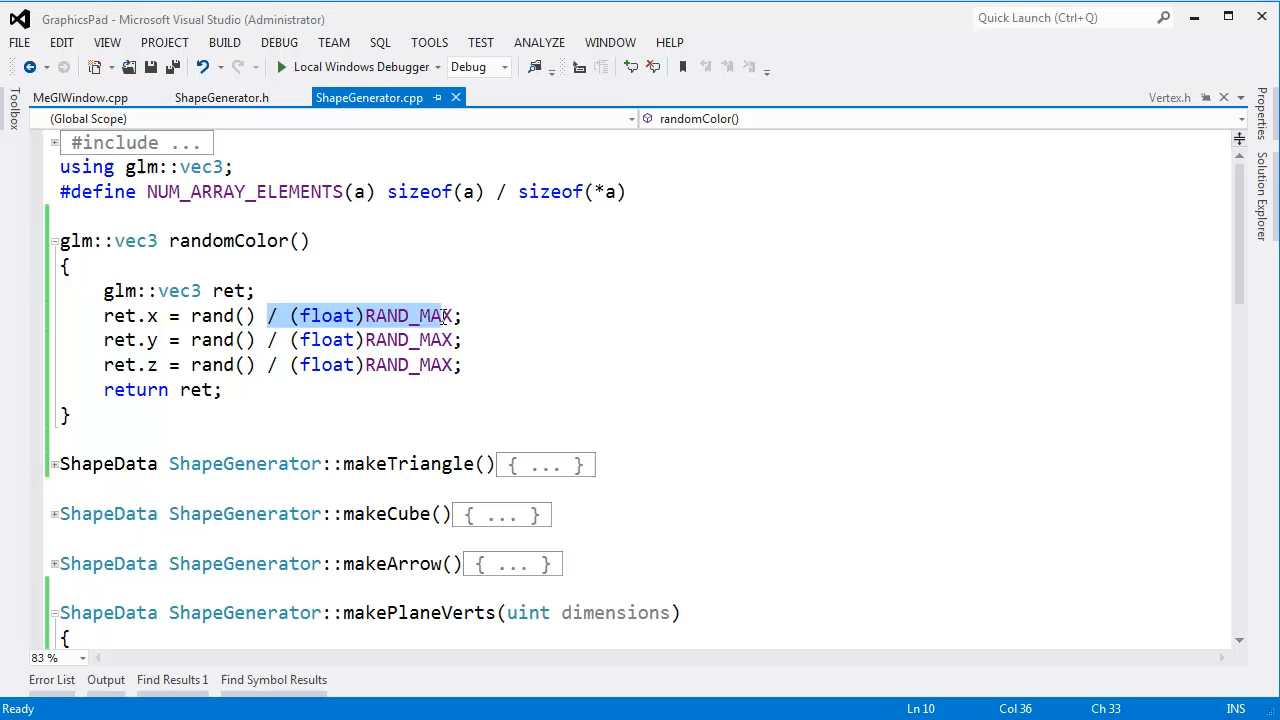 GraphicsPad - Microsoft Visual Studio (Administrator)
Quick Launch (Ctrl+Q)
FILE EDIT VIEW PROJECT BUILD DEBUG TEAM SQL TOOLS TEST ANALYZE WINDOW HELP
Local Windows Debugger Debug
Toolbox
MeGlWindow.cpp ShapeGenerator.h ShapeGenerator.cpp Vertex.h
Properties
Solution Explorer
(Global Scope) randomColor()
#include ...
using glm::vec3;
#define NUM_ARRAY_ELEMENTS(a) sizeof(a) / sizeof(*a)
glm::vec3 randomColor()
{
glm::vec3 ret;
ret.x = rand() / (float)RAND_MAX;
ret.y = rand() / (float)RAND_MAX;
ret.z = rand() / (float)RAND_MAX;
return ret;
}
ShapeData ShapeGenerator::makeTriangle(){ ... }
ShapeData ShapeGenerator::makeCube(){ ... }
ShapeData ShapeGenerator::makeArrow(){ ... }
ShapeData ShapeGenerator::makePlaneVerts(uint dimensions)
{
83 %
Error List Output Find Results 1 Find Symbol Results
Ready Ln 10 Col 36 Ch 33 INS